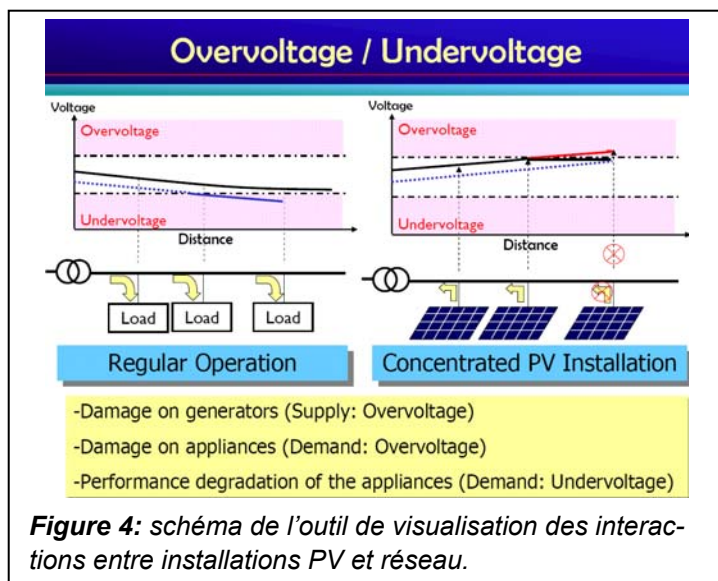 Overvoltage / Undervoltage
Voltage
Overvoltage
Undervoltage
Distance
Load
Load
Load
Regular Operation
Voltage
Overvoltage
Undervoltage
Distance
Concentrated PV Installation
-Damage on generators (Supply: Overvoltage)
-Damage on appliances (Demand: Overvoltage)
-Performance degradation of the appliances (Demand: Undervoltage)
Figure 4: schéma de l'outil de visualisation des interac-
tions entre installations PV et réseau.